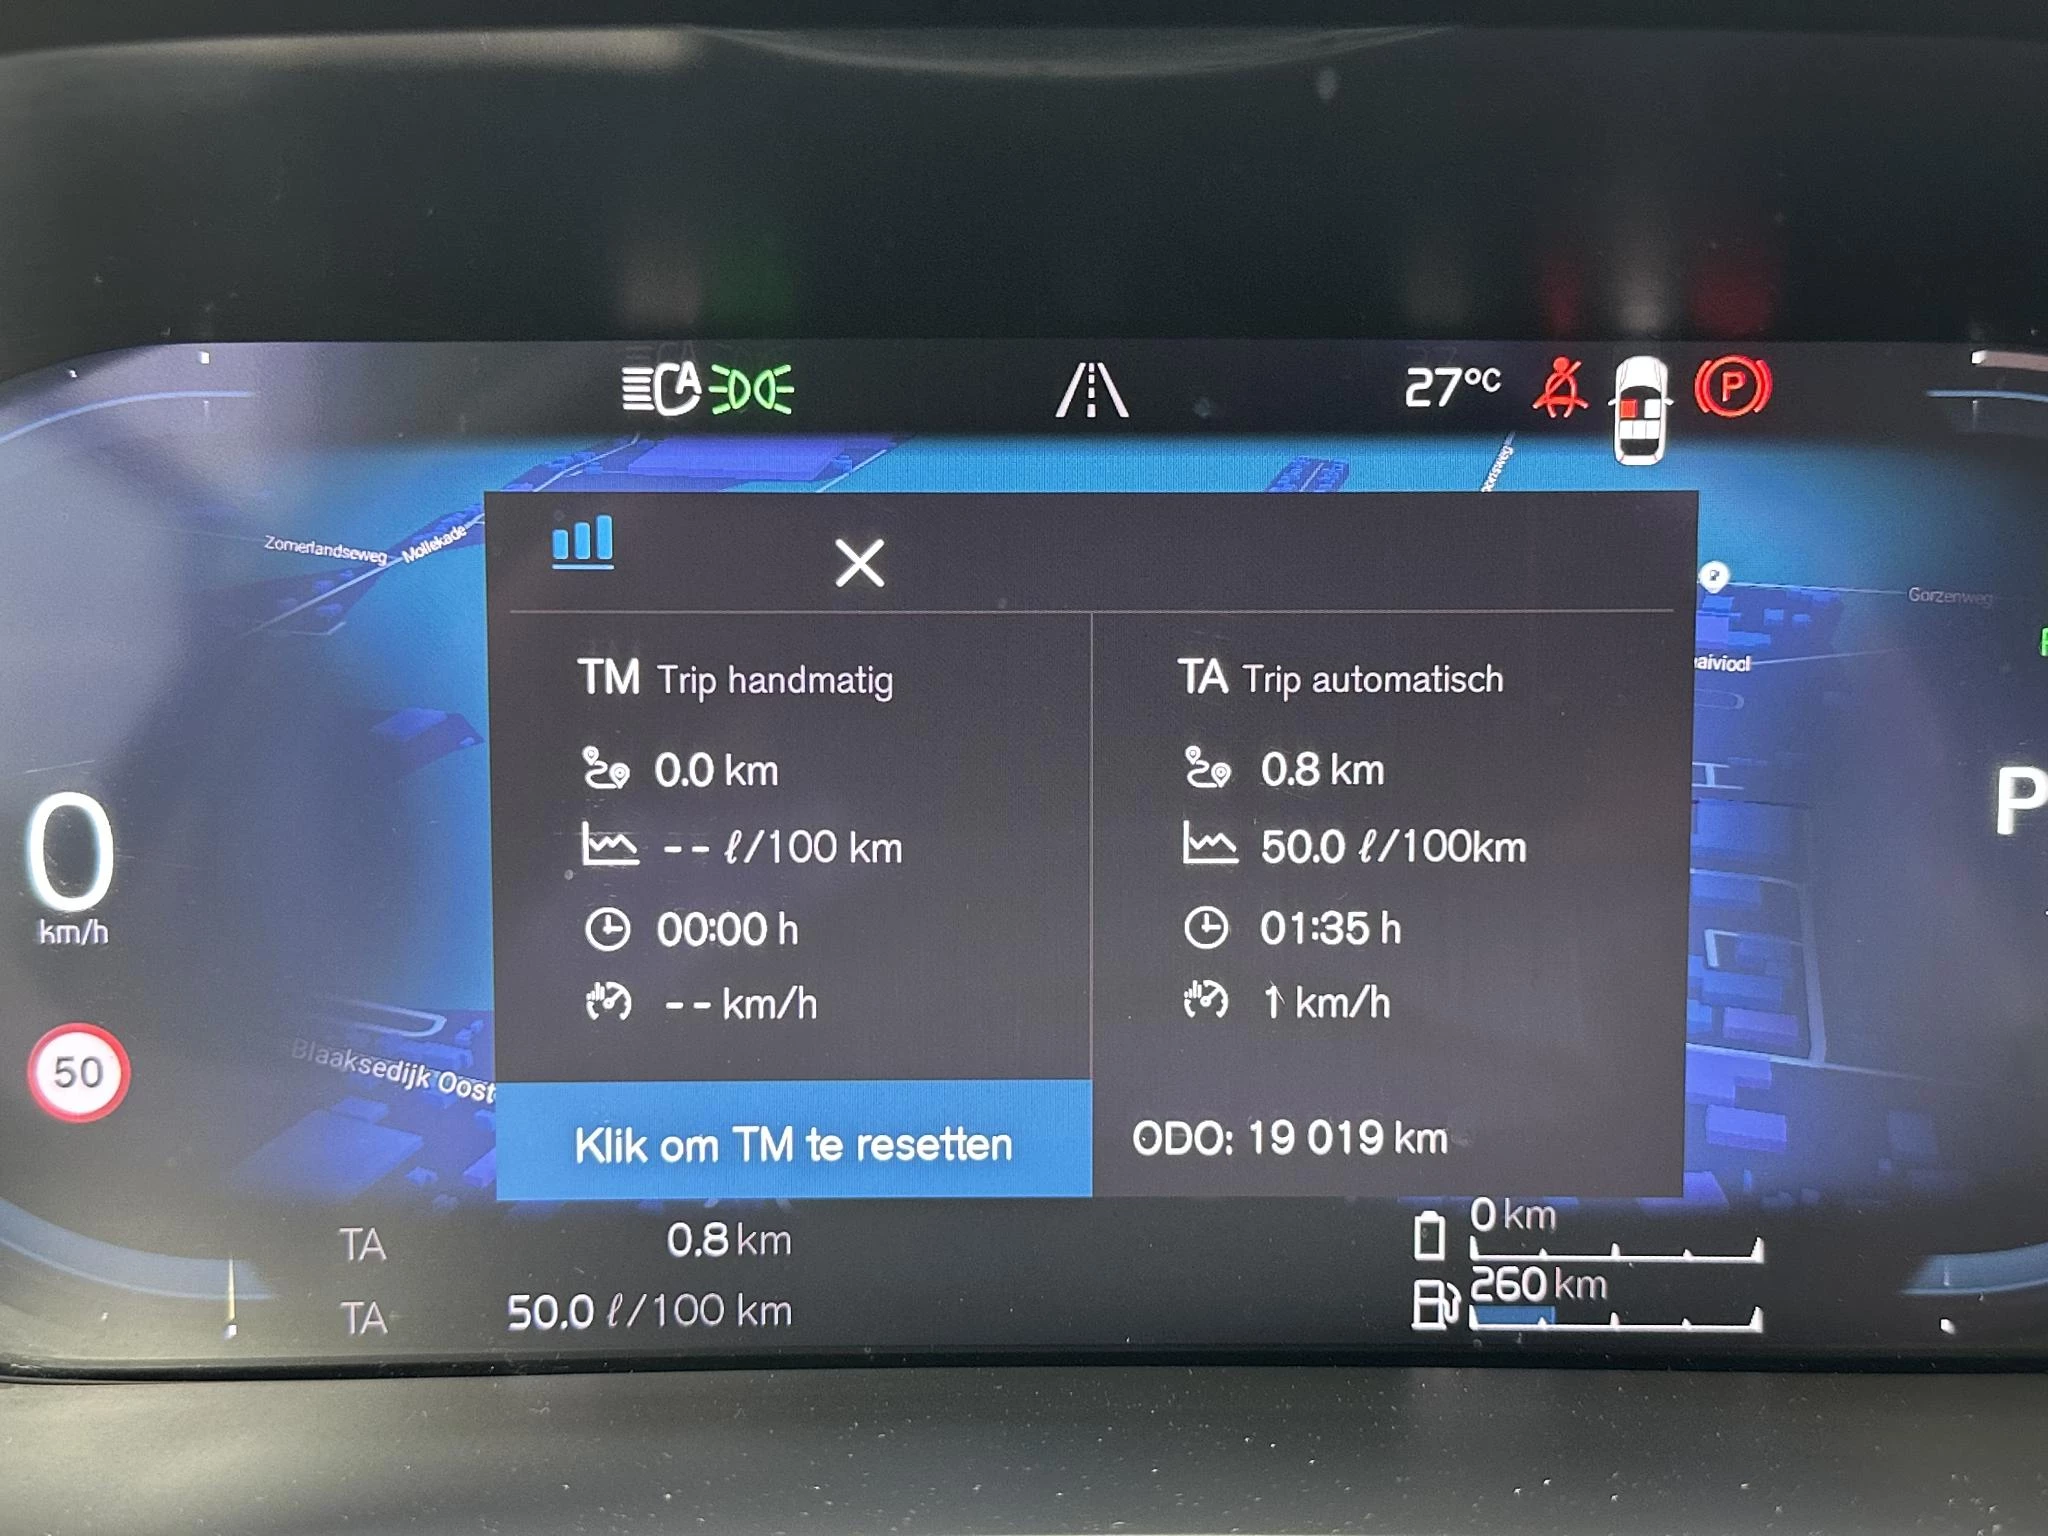 27°C
P
Zomerlandseweg
Mollekade
Gorzenweg
TM Trip handmatig
TA Trip automatisch
0.0 km
0.8 km
-- ℓ/100 km
50.0 ℓ/100km
00:00 h
01:35 h
-- km/h
1 km/h
0
km/h
P
50
Blaaksedijk Oost
Klik om TM te resetten
ODO: 19 019 km
TA 0.8 km
0 km
TA 50.0 ℓ/100 km
260 km